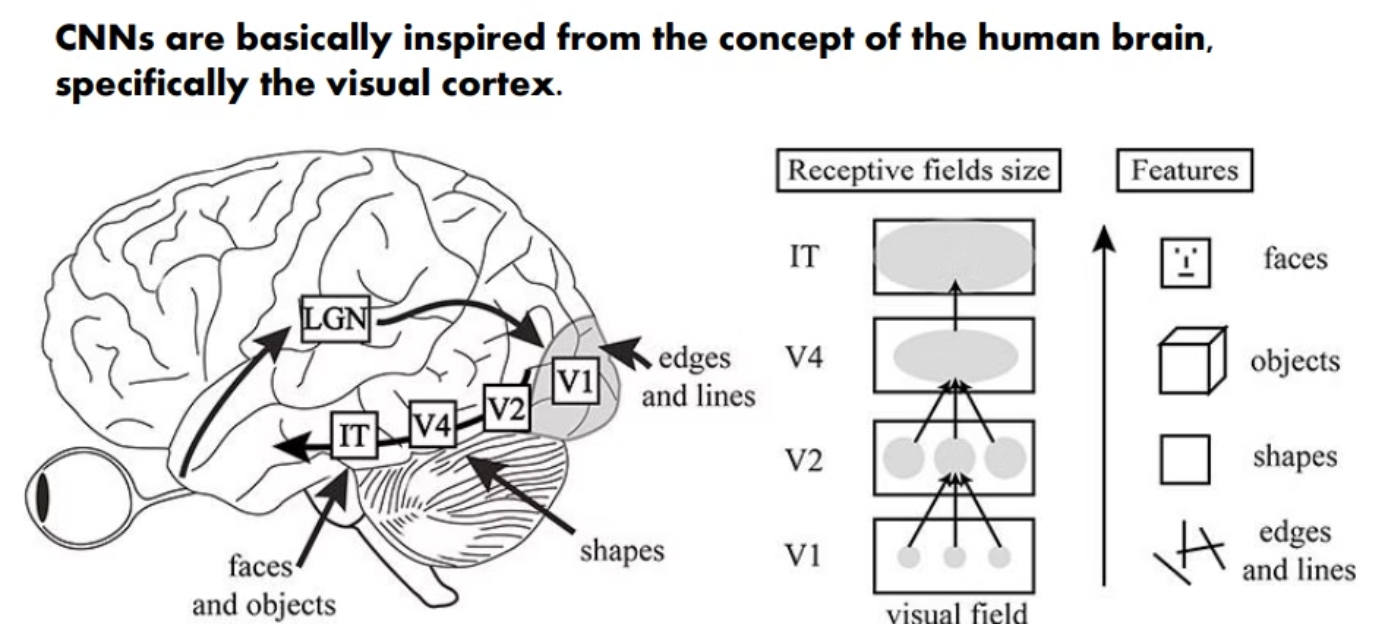 CNNs are basically inspired from the concept of the human brain,
specifically the visual cortex.
LGN
V1
V2
V4
IT
edges
and lines
shapes
faces
and objects
Receptive fields size
Features
IT
faces
V4
objects
V2
shapes
V1
edges
and lines
visual field